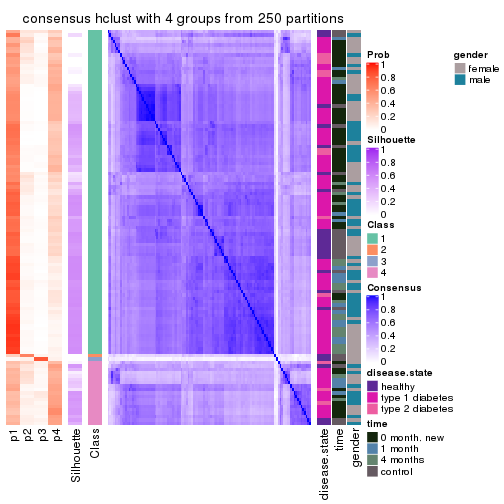 consensus hclust with 4 groups from 250 partitions
Prob
1
0.8
0.6
0.4
0.2
0
Silhouette
1
0.8
0.6
0.4
0.2
0
Class
1
2
3
4
Consensus
1
0.8
0.6
0.4
0.2
0
disease.state
healthy
type 1 diabetes
type 2 diabetes
time
0 month. new
1 month
4 months
control
gender
female
male
p1
p2
p3
p4
Silhouette
Class
disease.state
time
gender